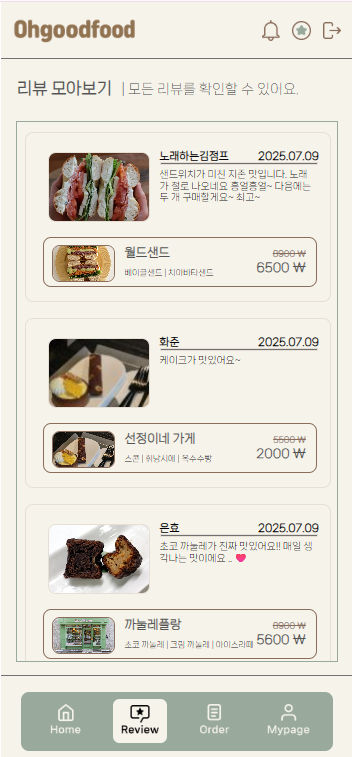 Ohgoodfood
리뷰 모아보기 | 모든 리뷰를 확인할 수 있어요.
노래하는김점프 2025.07.09
샌드위치가 미친 지존 맛입니다. 노래
가 절로 나오네요 흥얼흥얼~ 다음에는
두 개 구매할게요~ 최고~
월드샌드 8900 ₩
베이글샌드 | 치아바타샌드 6500 ₩
화준 2025.07.09
케이크가 맛있어요~
선정이네 가게 5500 ₩
스콘 | 휘낭시에 | 옥수수빵 2000 ₩
은효 2025.07.09
초코 까눌레가 진짜 맛있어요!! 매일 생
각나는 맛이에요 .. 💗
까눌레플랑 8900 ₩
초코 까눌레 | 크림 까눌레 | 아이스라떼 5600 ₩
Home Review Order Mypage